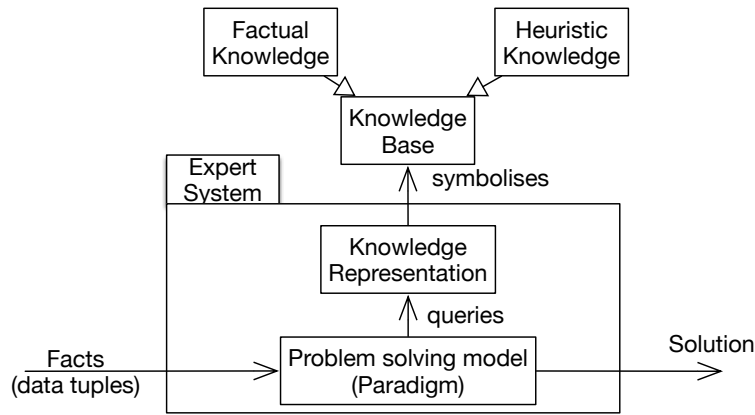 Factual
Knowledge
Heuristic
Knowledge
Knowledge
Base
Expert
System
symbolises
Knowledge
Representation
queries
Facts
(data tuples)
Problem solving model
(Paradigm)
Solution